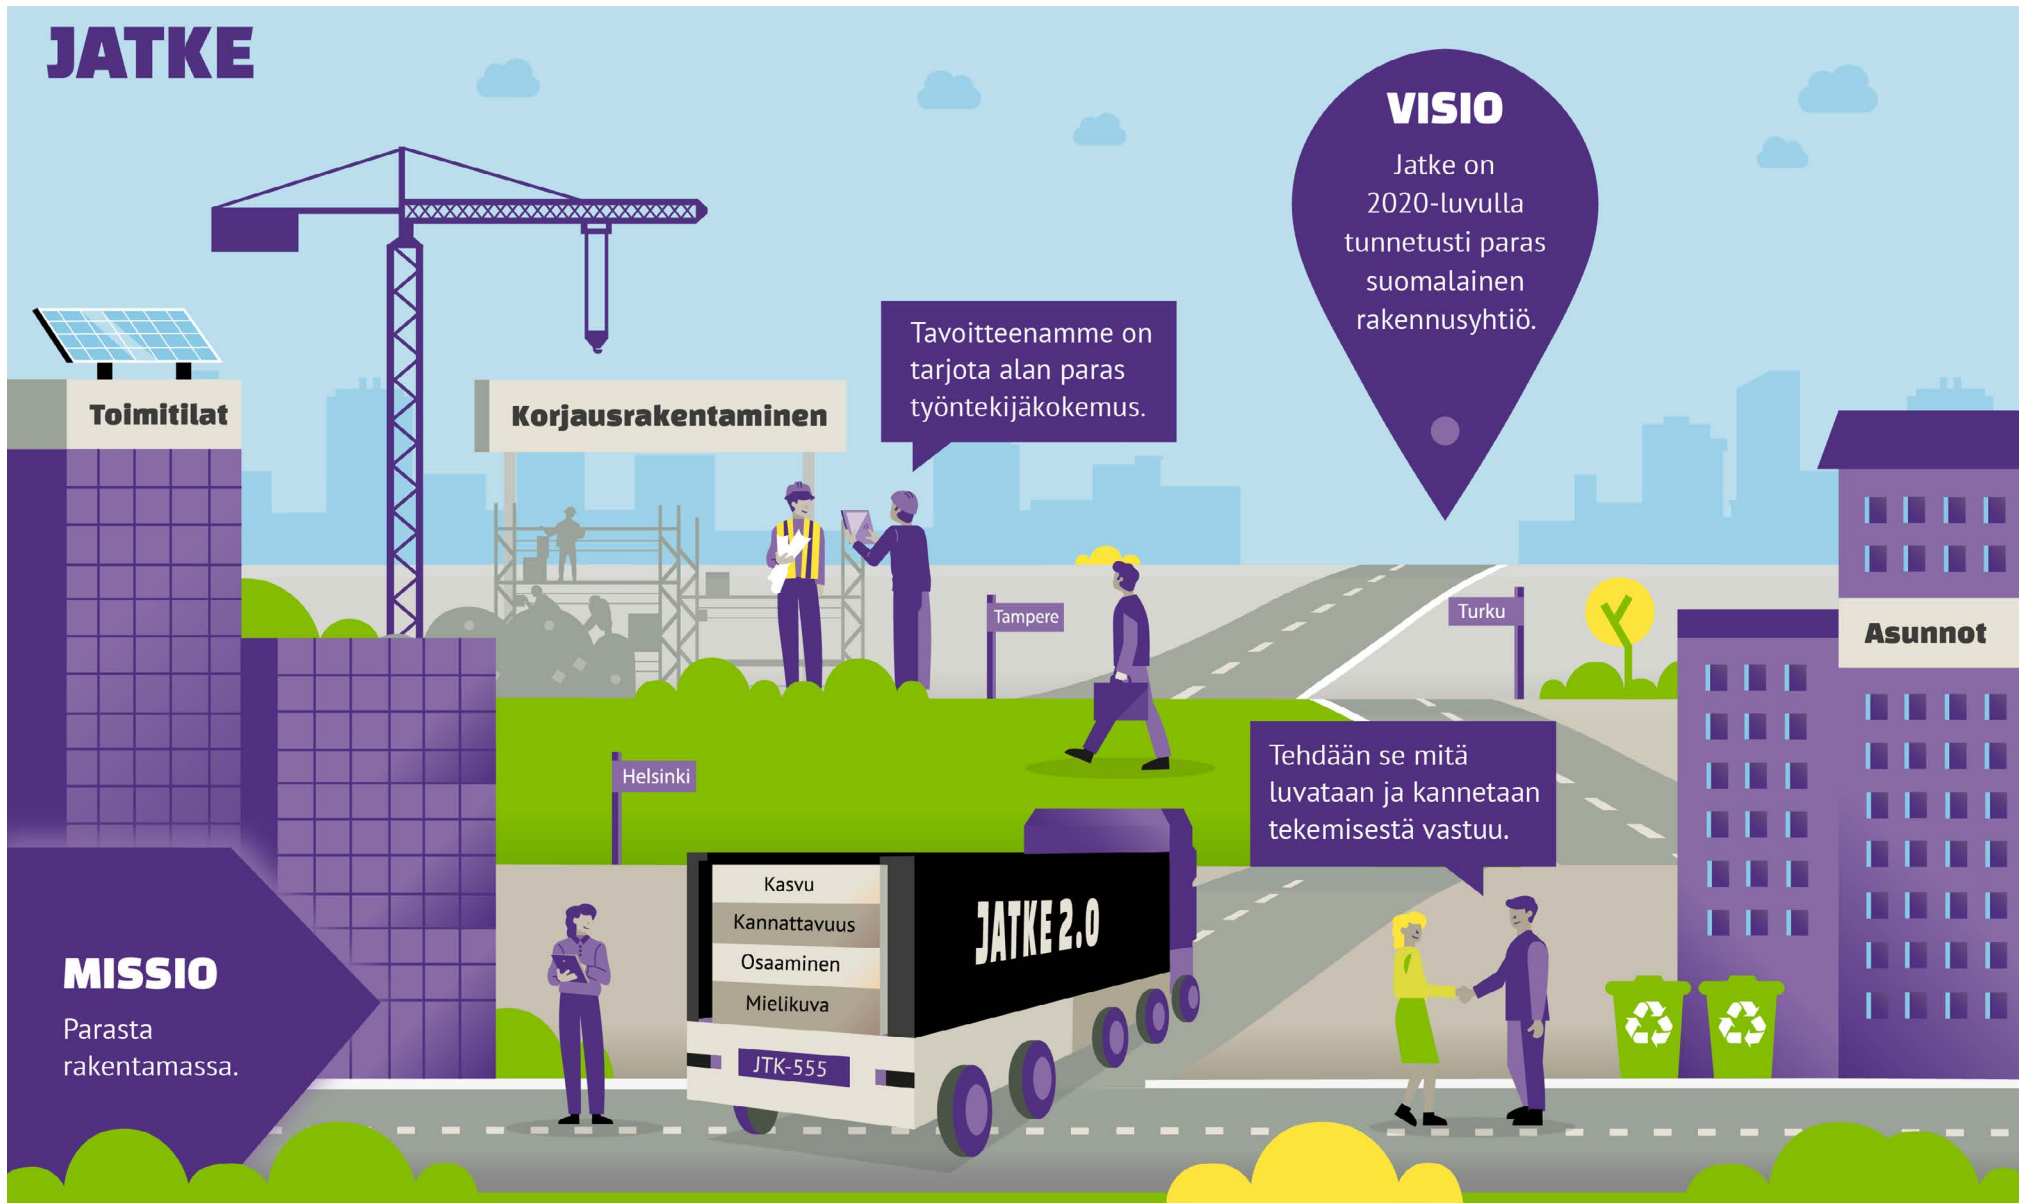 JATKE
VISIO
Jatke on
2020-luvulla
tunnetusti paras
suomalainen
rakennusyhtiö.
Tavoitteenamme on
tarjota alan paras
työntekijäkokemus.
Toimitilat
Korjausrakentaminen
Tampere
Turku
Asunnot
Helsinki
Tehdään se mitä
luvataan ja kannetaan
tekemisestä vastuu.
Kasvu
Kannattavuus
Osaaminen
Mielikuva
JATKE 2.0
JTK-555
MISSIO
Parasta
rakentamassa.